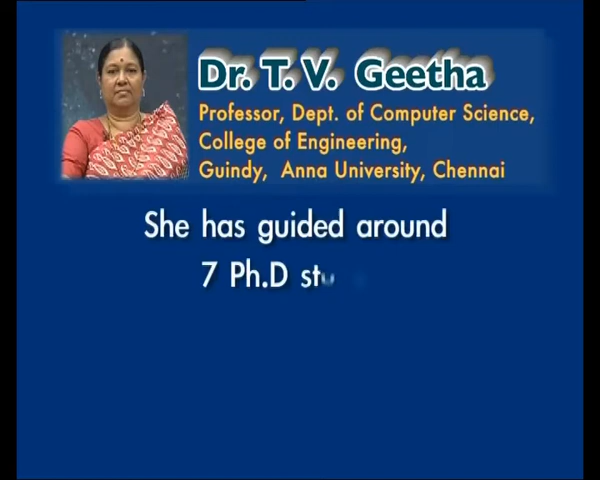 Dr. T. V. Geetha
Professor, Dept. of Computer Science,
College of Engineering,
Guindy, Anna University, Chennai
She has guided around
7 Ph.D